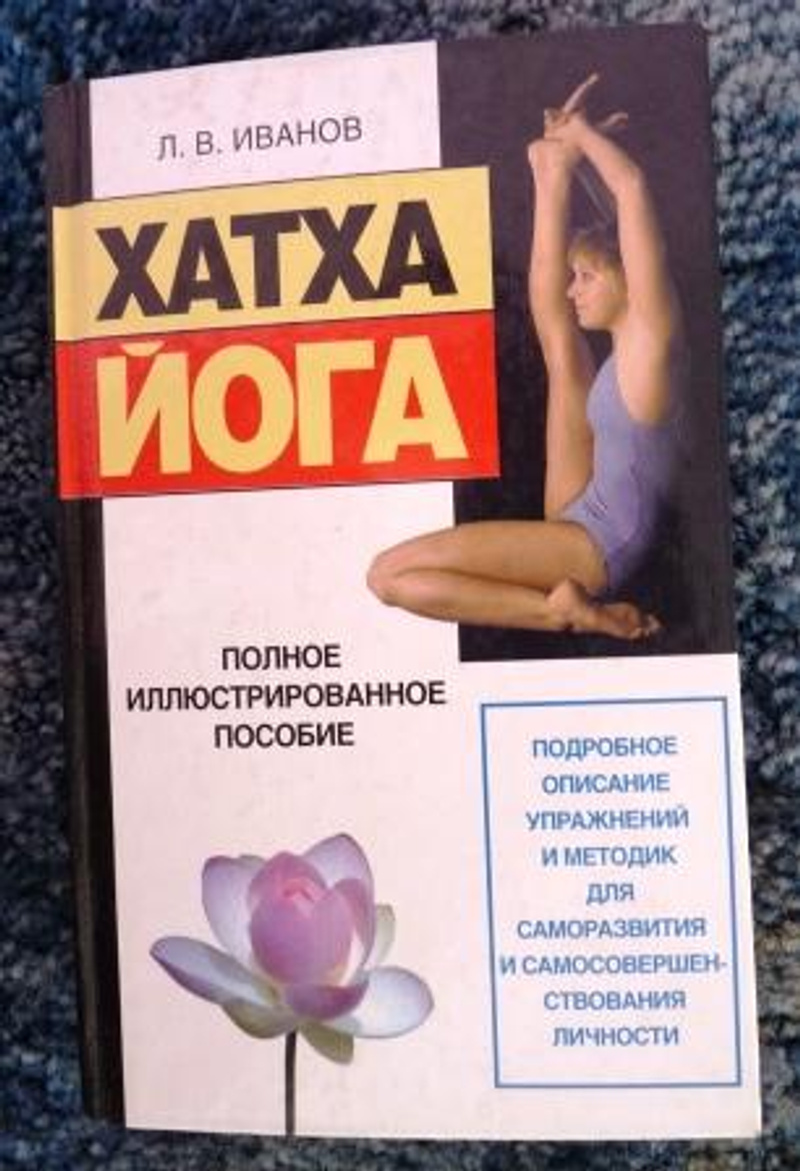 Л. В. ИВАНОВ
ХАТХА
ЙОГА
ПОЛНОЕ
ИЛЛЮСТРИРОВАННОЕ
ПОСОБИЕ
ПОДРОБНОЕ
ОПИСАНИЕ
УПРАЖНЕНИЙ
И МЕТОДИК
ДЛЯ
САМОРАЗВИТИЯ
И САМОСОВЕРШЕН-
СТВОВАНИЯ
ЛИЧНОСТИ